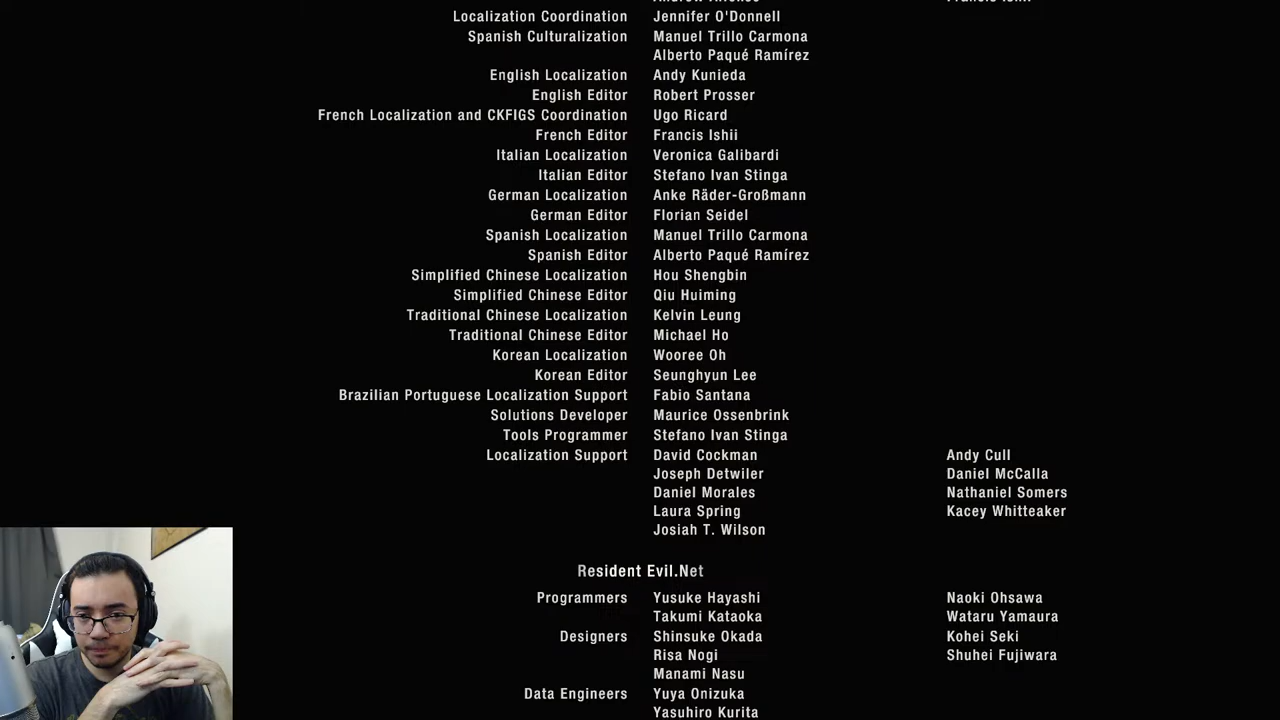 Localization Coordination Jennifer O'Donnell
Spanish Culturalization Manuel Trillo Carmona
Alberto Paqué Ramírez
English Localization Andy Kunieda
English Editor Robert Prosser
French Localization and CKFIGS Coordination Ugo Ricard
French Editor Francis Ishii
Italian Localization Veronica Galibardi
Italian Editor Stefano Ivan Stinga
German Localization Anke Räder-Großmann
German Editor Florian Seidel
Spanish Localization Manuel Trillo Carmona
Spanish Editor Alberto Paqué Ramírez
Simplified Chinese Localization Hou Shengbin
Simplified Chinese Editor Qiu Huiming
Traditional Chinese Localization Kelvin Leung
Traditional Chinese Editor Michael Ho
Korean Localization Wooree Oh
Korean Editor Seunghyun Lee
Brazilian Portuguese Localization Support Fabio Santana
Solutions Developer Maurice Ossenbrink
Tools Programmer Stefano Ivan Stinga
Localization Support David Cockman Andy Cull
Joseph Detwiler Daniel McCalla
Daniel Morales Nathaniel Somers
Laura Spring Kacey Whitteaker
Josiah T. Wilson
Resident Evil.Net
Programmers Yusuke Hayashi Naoki Ohsawa
Takumi Kataoka Wataru Yamaura
Designers Shinsuke Okada Kohei Seki
Risa Nogi Shuhei Fujiwara
Manami Nasu
Data Engineers Yuya Onizuka
Yasuhiro Kurita